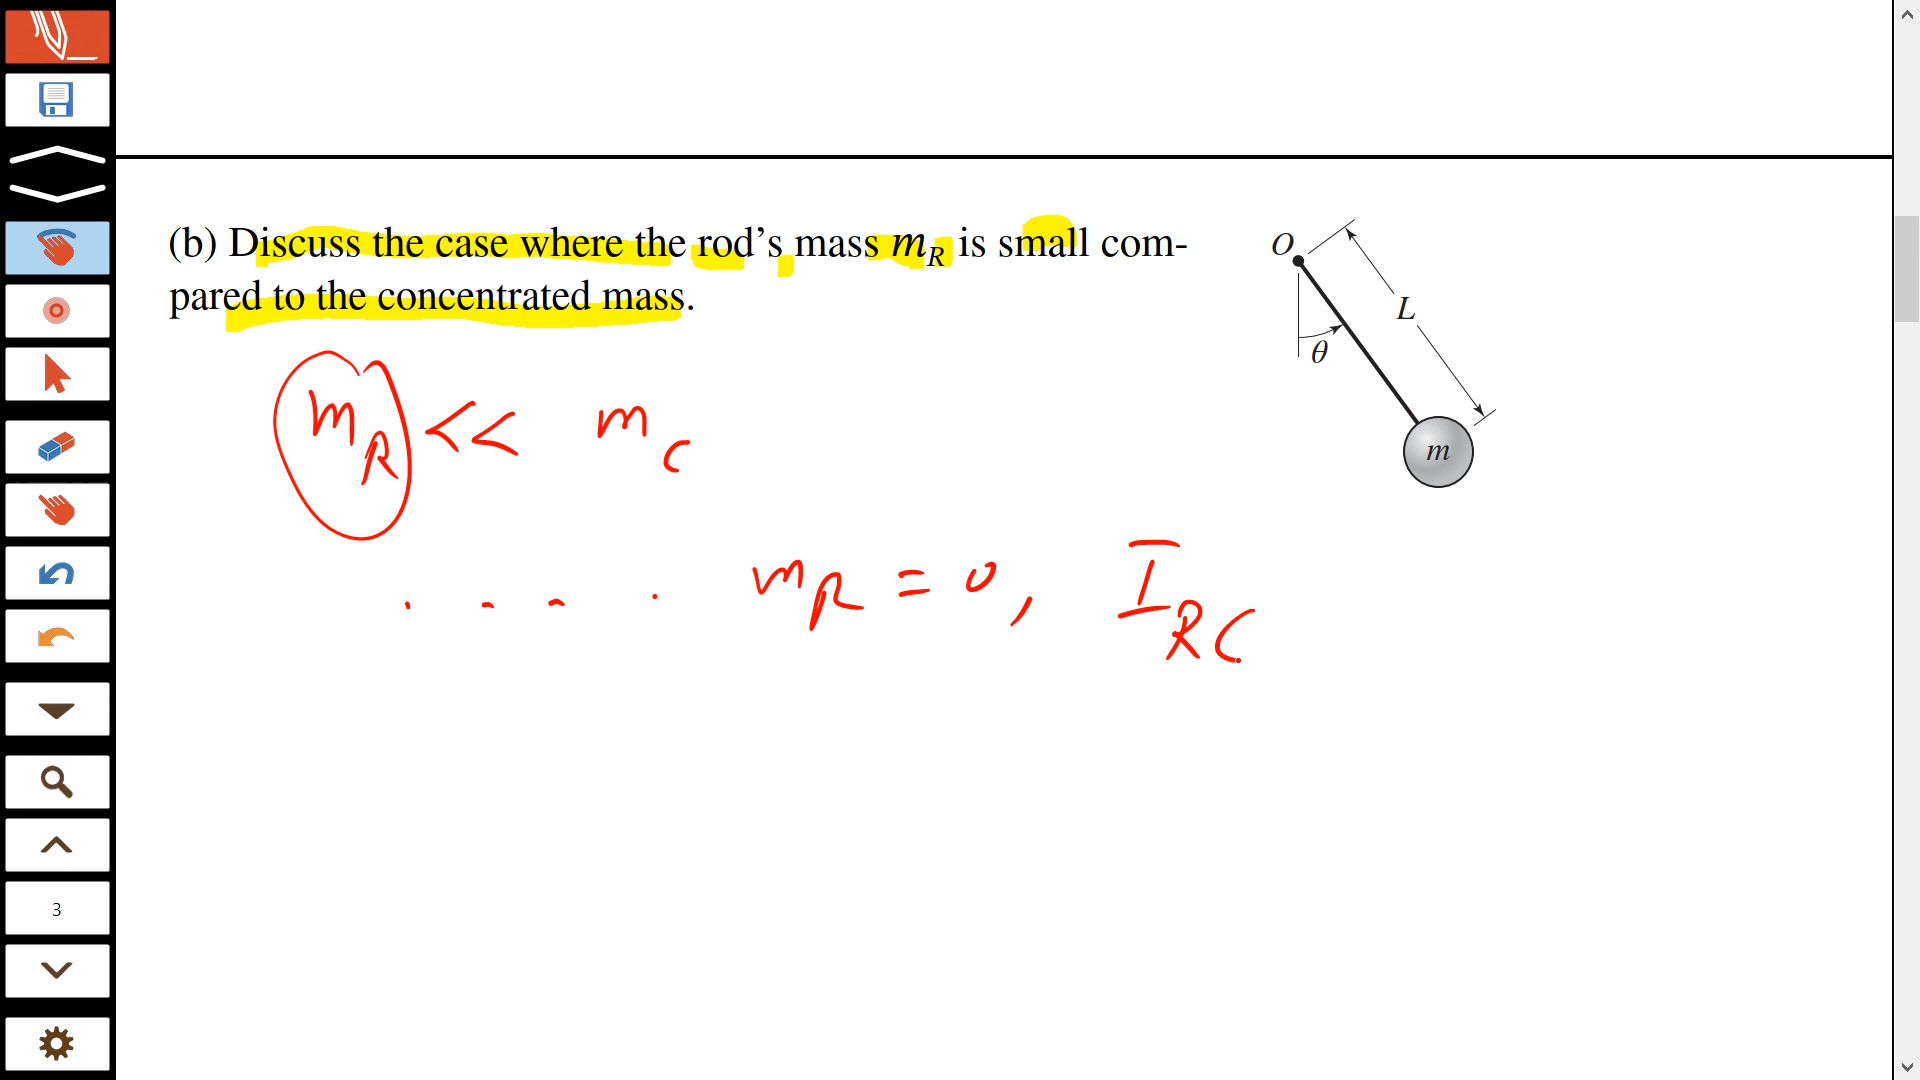 (b) Discuss the case where the rod's mass m_R is small com-
pared to the concentrated mass.
O
L
θ
m
m_R << m_C
. . . . m_R = 0, I_RC
3